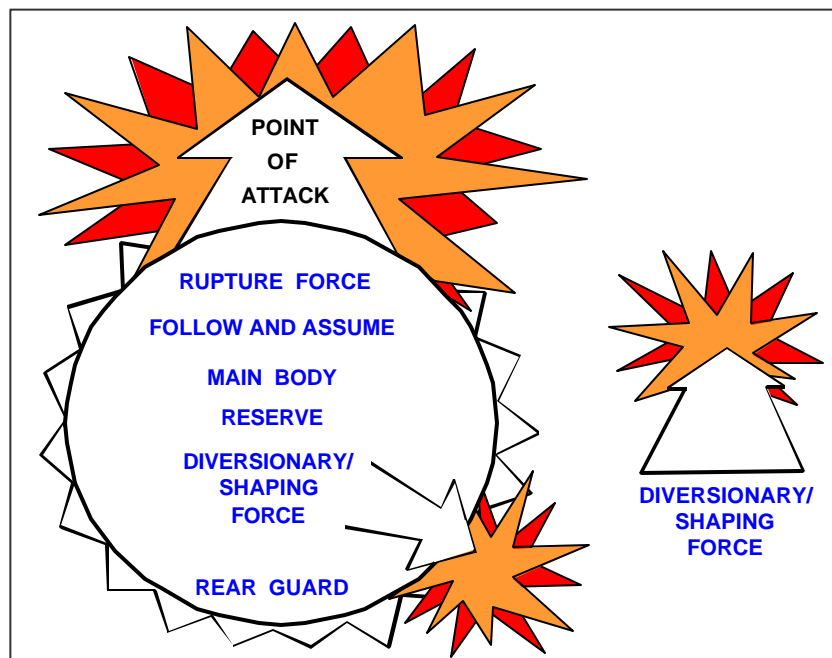 POINT
OF
ATTACK
RUPTURE FORCE
FOLLOW AND ASSUME
MAIN BODY
RESERVE
DIVERSIONARY/
SHAPING
FORCE
REAR GUARD
DIVERSIONARY/
SHAPING
FORCE